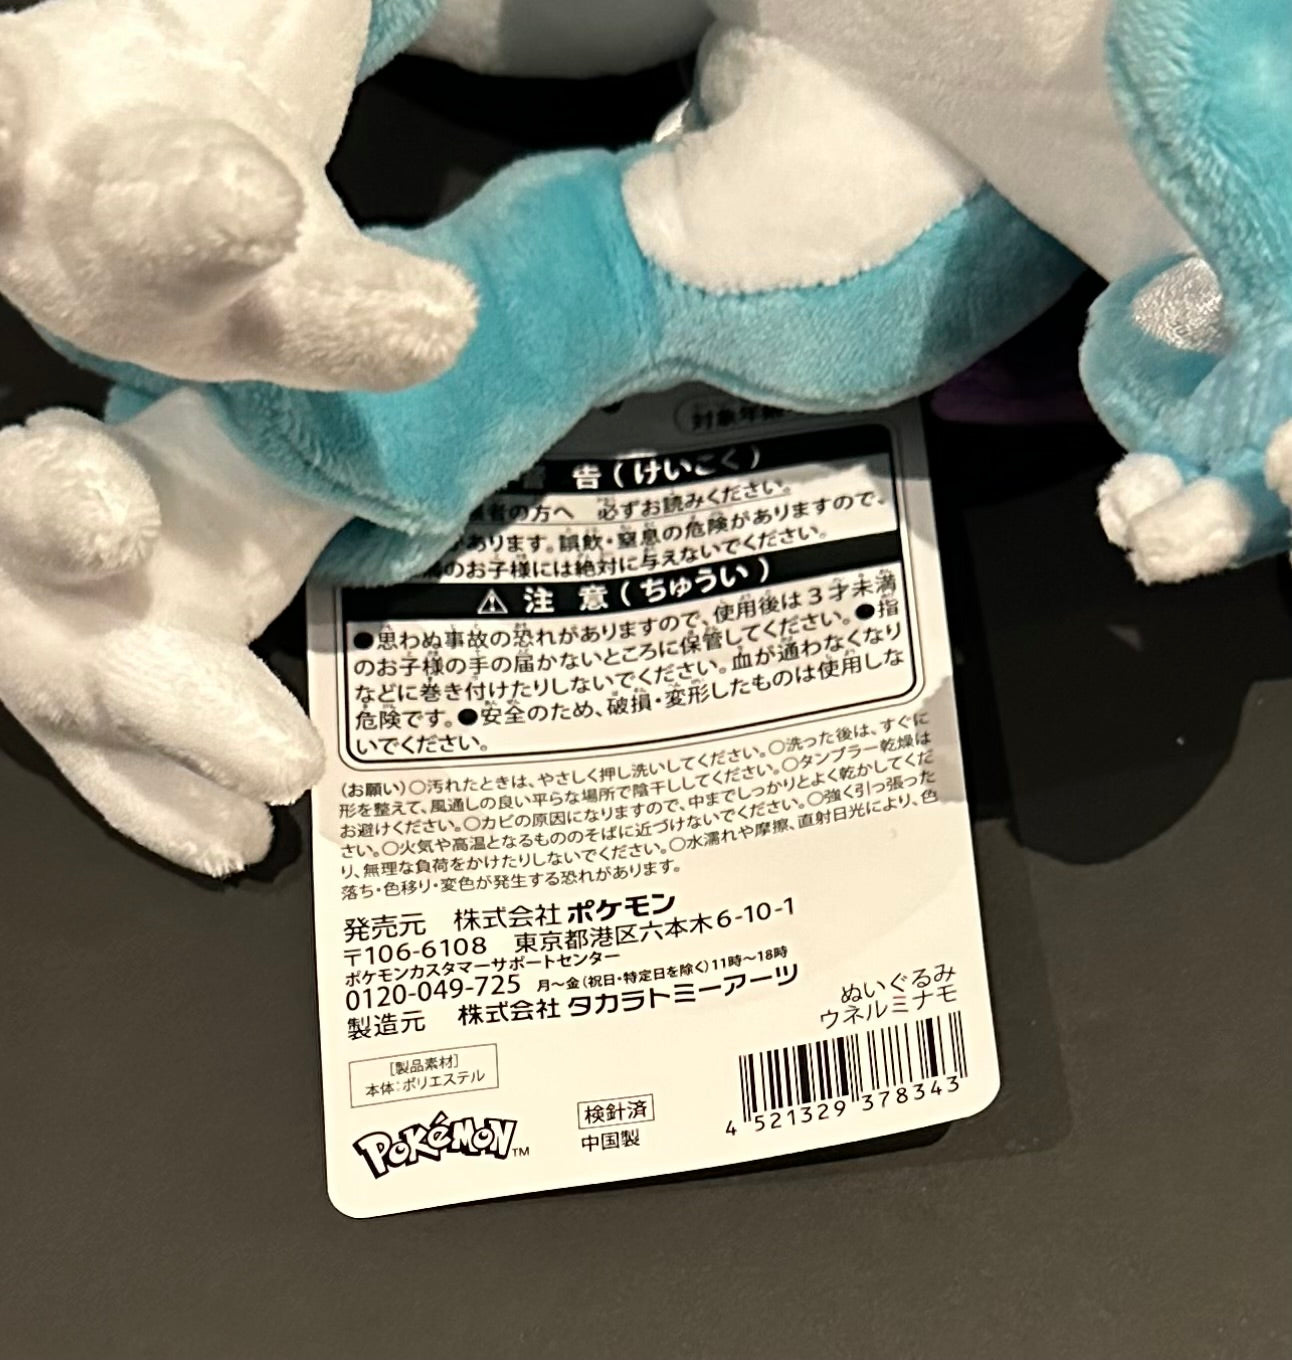 対象年齢
告(けいこく)
の方へ 必ずお読みください。
あります。誤飲・窒息の危険がありますので、
のお子様には絶対に与えないでください。
⚠ 注 意(ちゅうい)
●思わぬ事故の恐れがありますので、使用後は3才未満
のお子様の手の届かないところに保管してください。●指
などに巻き付けたりしないでください。血が通わなくなり
危険です。●安全のため、破損・変形したものは使用しな
いでください。
(お願い)○汚れたときは、やさしく押し洗いしてください。○洗った後は、すぐに
形を整えて、風通しの良い平らな場所で陰干ししてください。○タンブラー乾燥は
お避けください。○カビの原因になりますので、中までしっかりとよく乾かしてくだ
さい。○火気や高温となるもののそばに近づけないでください。○強く引っ張った
り、無理な負荷をかけたりしないでください。○水濡れや摩擦、直射日光により、色
落ち・色移り・変色が発生する恐れがあります。
発売元 株式会社ポケモン
〒106-6108 東京都港区六本木6-10-1
ポケモンカスタマーサポートセンター
0120-049-725 月〜金(祝日・特定日を除く)11時〜18時
製造元 株式会社タカラトミーアーツ
ぬいぐるみ
ウネルミナモ
[製品素材]
本体:ポリエステル
POKéMON™
検針済
中国製
4 521329 378343